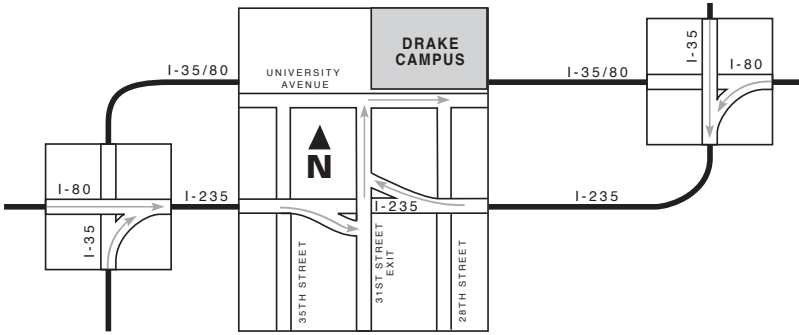 I-35/80
UNIVERSITY
AVENUE
DRAKE
CAMPUS
I-35/80
I-35
I-80
N
I-80
I-235
I-35
I-235
I-235
35TH STREET
31ST STREET
EXIT
28TH STREET